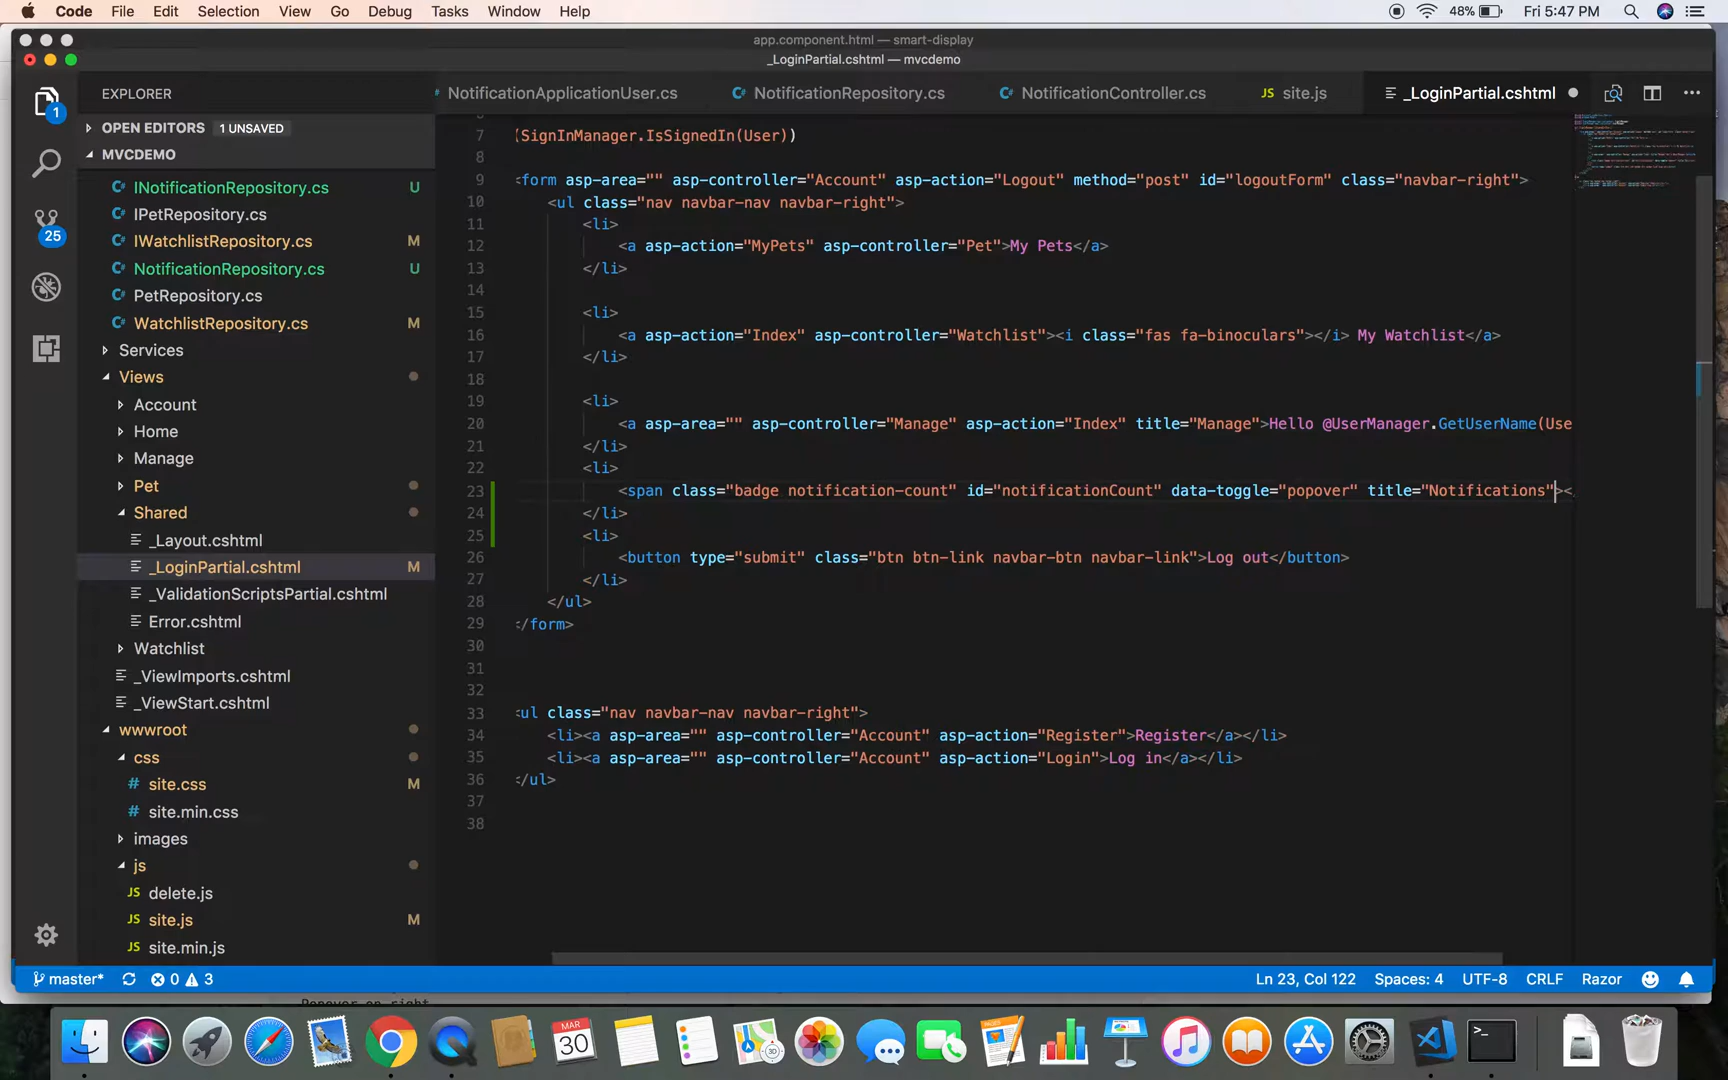 Code File Edit Selection View Go Debug Tasks Window Help 48% Fri 5:47 PM
app.component.html — smart-display
_LoginPartial.cshtml — mvcdemo
EXPLORER
NotificationApplicationUser.cs C# NotificationRepository.cs C# NotificationController.cs JS site.js _LoginPartial.cshtml
OPEN EDITORS 1 UNSAVED
MVCDEMO
C# INotificationRepository.cs U
C# IPetRepository.cs
C# IWatchlistRepository.cs M
C# NotificationRepository.cs U
C# PetRepository.cs
C# WatchlistRepository.cs M
Services
Views
Account
Home
Manage
Pet
Shared
_Layout.cshtml
_LoginPartial.cshtml M
_ValidationScriptsPartial.cshtml
Error.cshtml
Watchlist
_ViewImports.cshtml
_ViewStart.cshtml
wwwroot
css
# site.css M
# site.min.css
images
js
JS delete.js
JS site.js M
JS site.min.js
1
25
7 (SignInManager.IsSignedIn(User))
8
9 <form asp-area="" asp-controller="Account" asp-action="Logout" method="post" id="logoutForm" class="navbar-right">
10 <ul class="nav navbar-nav navbar-right">
11 <li>
12 <a asp-action="MyPets" asp-controller="Pet">My Pets</a>
13 </li>
14
15 <li>
16 <a asp-action="Index" asp-controller="Watchlist"><i class="fas fa-binoculars"></i> My Watchlist</a>
17 </li>
18
19 <li>
20 <a asp-area="" asp-controller="Manage" asp-action="Index" title="Manage">Hello @UserManager.GetUserName(Use
21 </li>
22 <li>
23 <span class="badge notification-count" id="notificationCount" data-toggle="popover" title="Notifications"><
24 </li>
25 <li>
26 <button type="submit" class="btn btn-link navbar-btn navbar-link">Log out</button>
27 </li>
28 </ul>
29 </form>
30
31
32
33 <ul class="nav navbar-nav navbar-right">
34 <li><a asp-area="" asp-controller="Account" asp-action="Register">Register</a></li>
35 <li><a asp-area="" asp-controller="Account" asp-action="Login">Log in</a></li>
36 </ul>
37
38
master* 0 3 Ln 23, Col 122 Spaces: 4 UTF-8 CRLF Razor
Popover on right
MAR
30